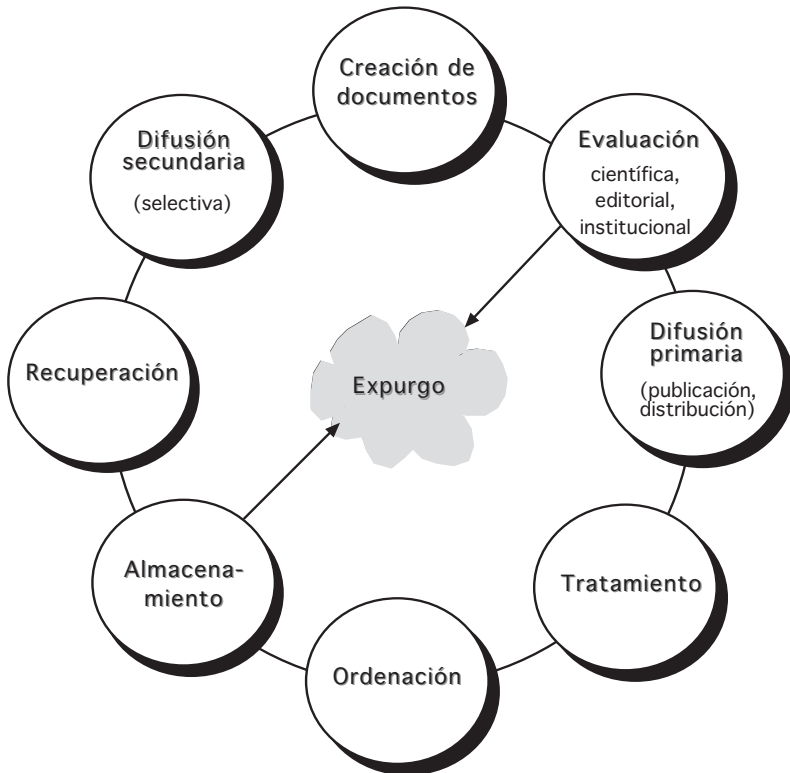 Creación de
documentos
Evaluación
científica,
editorial,
institucional
Difusión
primaria
(publicación,
distribución)
Tratamiento
Ordenación
Almacena-
miento
Recuperación
Difusión
secundaria
(selectiva)
Expurgo